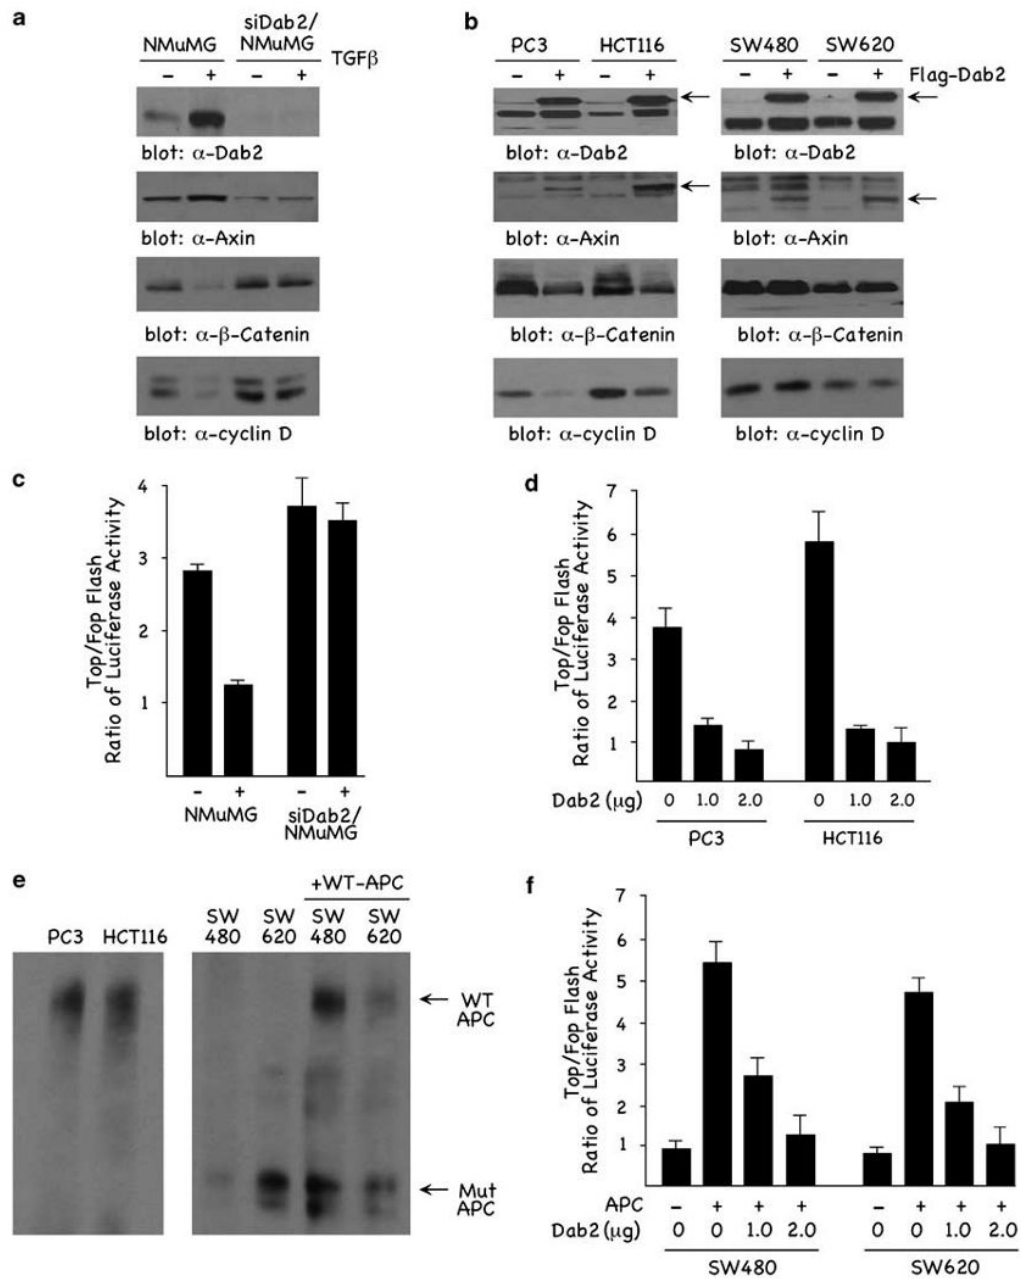 a
NMuMG
siDab2/
NMuMG
TGFβ
– + – +
blot: α-Dab2
blot: α-Axin
blot: α-β-Catenin
blot: α-cyclin D
b
PC3 HCT116 SW480 SW620
– + – + – + – + Flag-Dab2
blot: α-Dab2 blot: α-Dab2
blot: α-Axin blot: α-Axin
blot: α-β-Catenin blot: α-β-Catenin
blot: α-cyclin D blot: α-cyclin D
c
Top/Fop Flash
Ratio of Luciferase Activity
4
3
2
1
– + – +
NMuMG siDab2/
NMuMG
d
Top/Fop Flash
Ratio of Luciferase Activity
7
6
5
4
3
2
1
Dab2 (μg) 0 1.0 2.0 0 1.0 2.0
PC3 HCT116
e
+WT-APC
PC3 HCT116
SW
480
SW
620
SW
480
SW
620
WT
APC
Mut
APC
f
Top/Fop Flash
Ratio of Luciferase Activity
7
6
5
4
3
2
1
APC – + + + – + + +
Dab2 (μg) 0 0 1.0 2.0 0 0 1.0 2.0
SW480 SW620